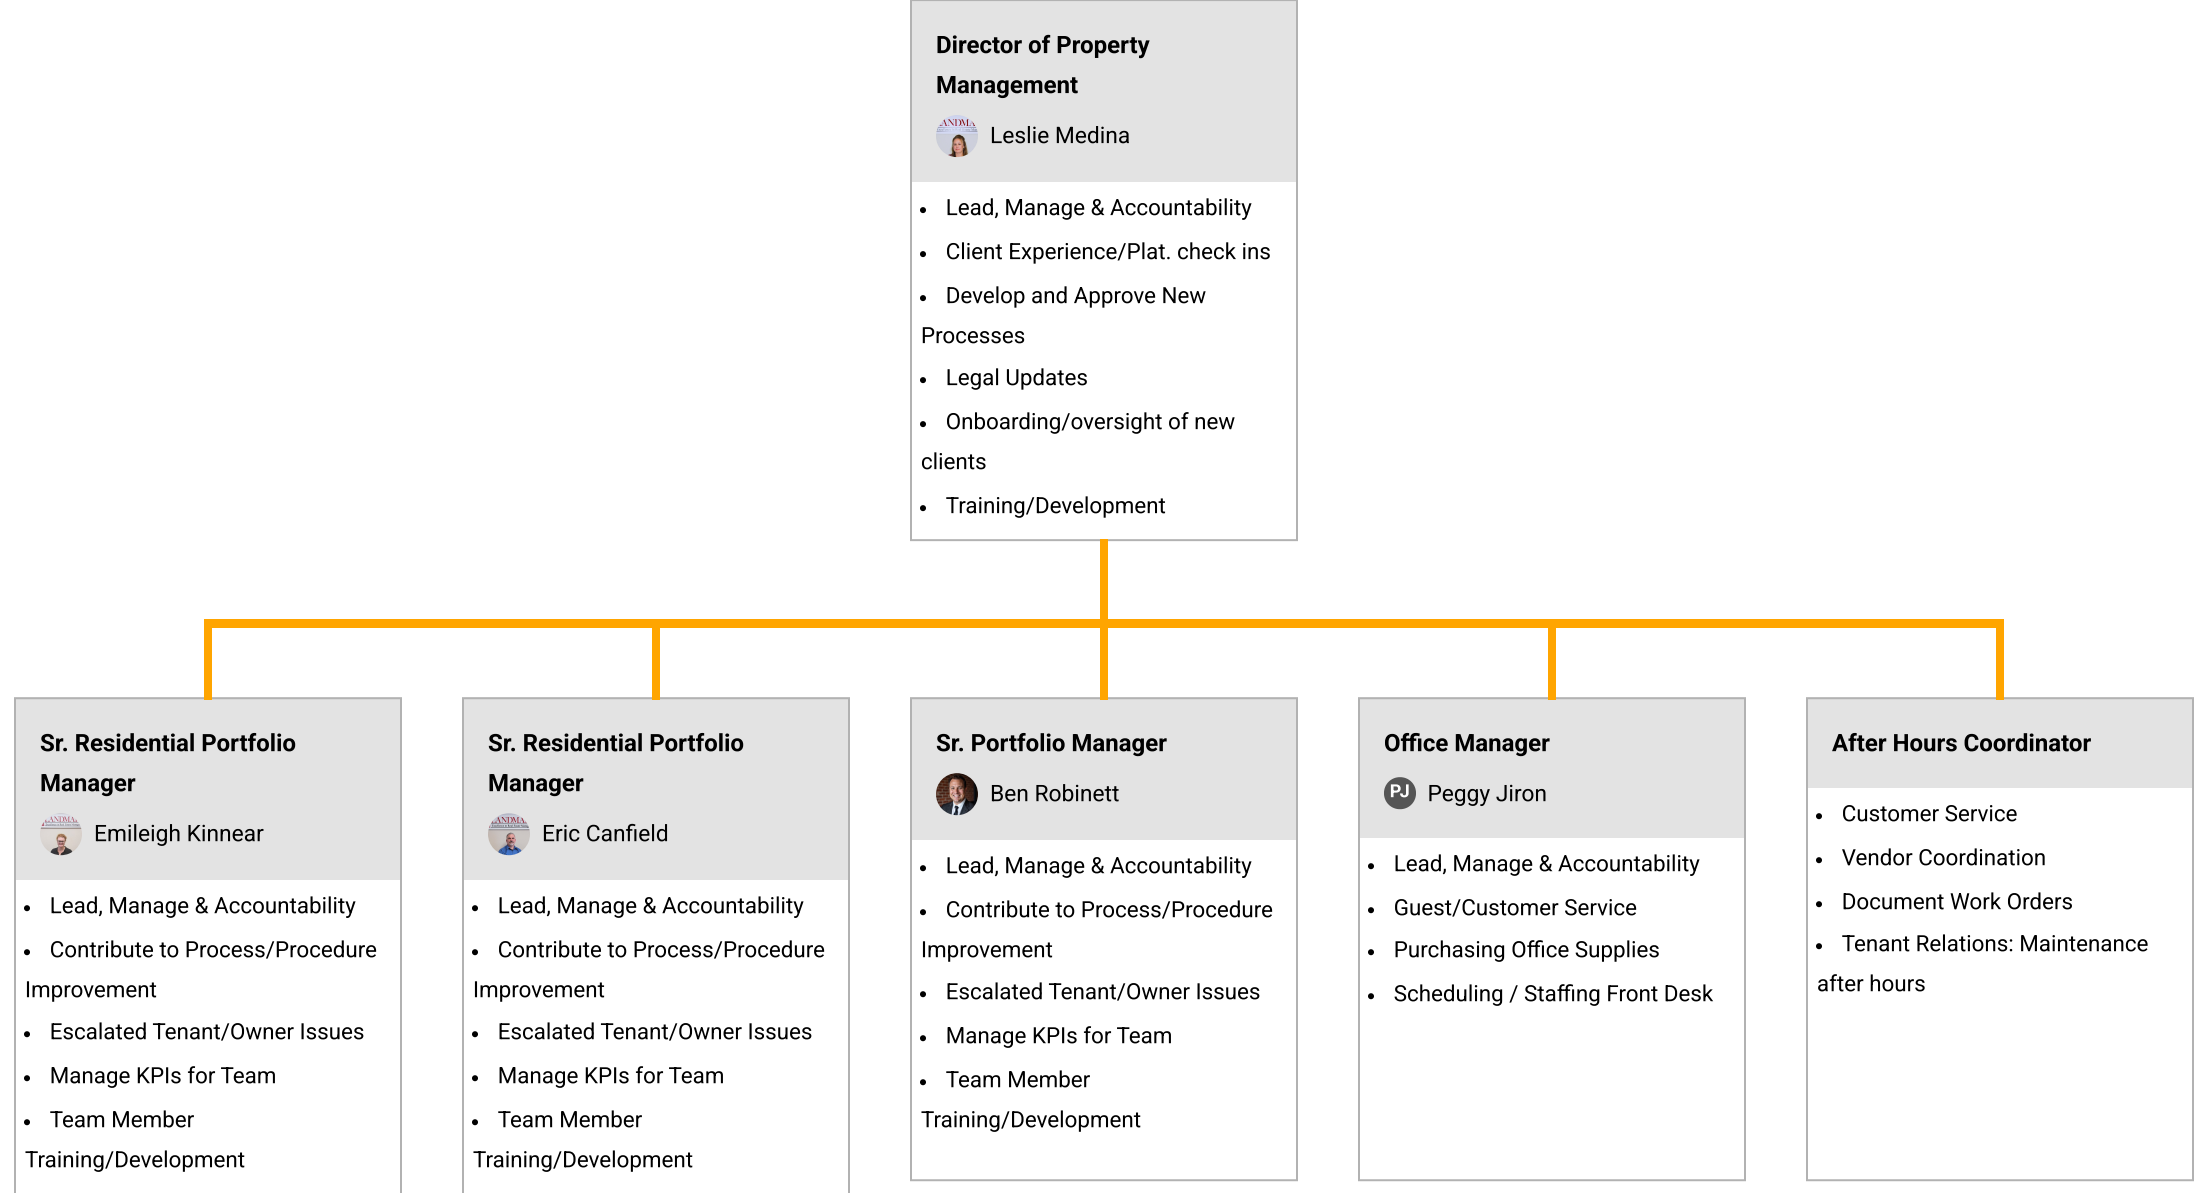 Director of Property
Management
ANDMA
Leslie Medina
• Lead, Manage & Accountability
• Client Experience/Plat. check ins
• Develop and Approve New
Processes
• Legal Updates
• Onboarding/oversight of new
clients
• Training/Development
Sr. Residential Portfolio
Manager
ANDMA
Emileigh Kinnear
• Lead, Manage & Accountability
• Contribute to Process/Procedure
Improvement
• Escalated Tenant/Owner Issues
• Manage KPIs for Team
• Team Member
Training/Development
Sr. Residential Portfolio
Manager
ANDMA
Eric Canfield
• Lead, Manage & Accountability
• Contribute to Process/Procedure
Improvement
• Escalated Tenant/Owner Issues
• Manage KPIs for Team
• Team Member
Training/Development
Sr. Portfolio Manager
Ben Robinett
• Lead, Manage & Accountability
• Contribute to Process/Procedure
Improvement
• Escalated Tenant/Owner Issues
• Manage KPIs for Team
• Team Member
Training/Development
Office Manager
PJ Peggy Jiron
• Lead, Manage & Accountability
• Guest/Customer Service
• Purchasing Office Supplies
• Scheduling / Staffing Front Desk
After Hours Coordinator
• Customer Service
• Vendor Coordination
• Document Work Orders
• Tenant Relations: Maintenance
after hours